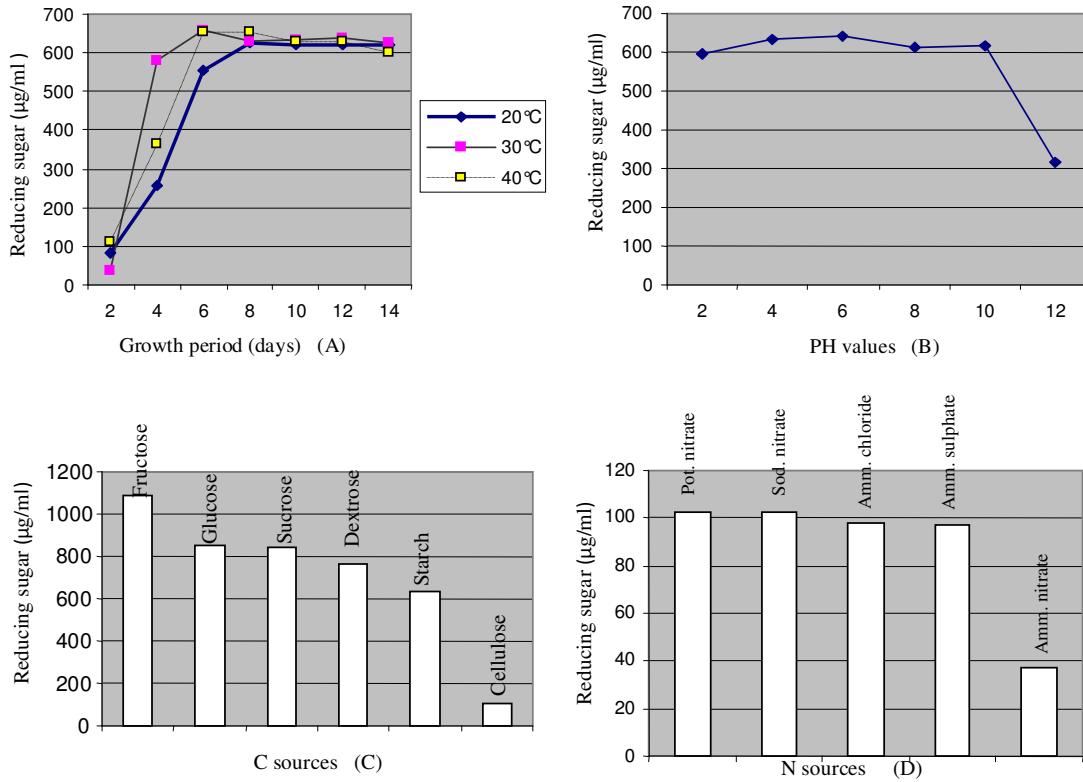 Reducing sugar (µg/ml)
700
600
500
400
300
200
100
0
2 4 6 8 10 12 14
Growth period (days) (A)
20°C
30°C
40°C
Reducing sugar (µg/ml)
700
600
500
400
300
200
100
0
2 4 6 8 10 12
PH values (B)
Reducing sugar (µg/ml)
1200
1000
800
600
400
200
0
Fructose
Glucose
Sucrose
Dextrose
Starch
Cellulose
C sources (C)
Reducing sugar (µg/ml)
120
100
80
60
40
20
0
Pot. nitrate
Sod. nitrate
Amm. chloride
Amm. sulphate
Amm. nitrate
N sources (D)